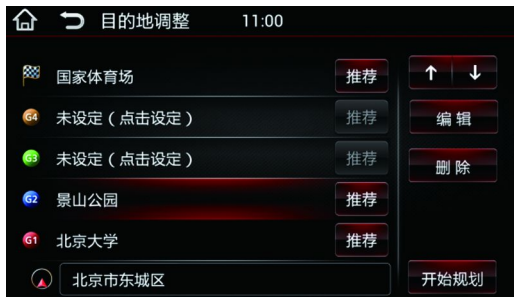 目的地调整 11:00
国家体育场 推荐 ↑ ↓
G4 未设定（点击设定） 推荐 编辑
G3 未设定（点击设定） 推荐 删除
G2 景山公园 推荐
G1 北京大学 推荐
北京市东城区 开始规划